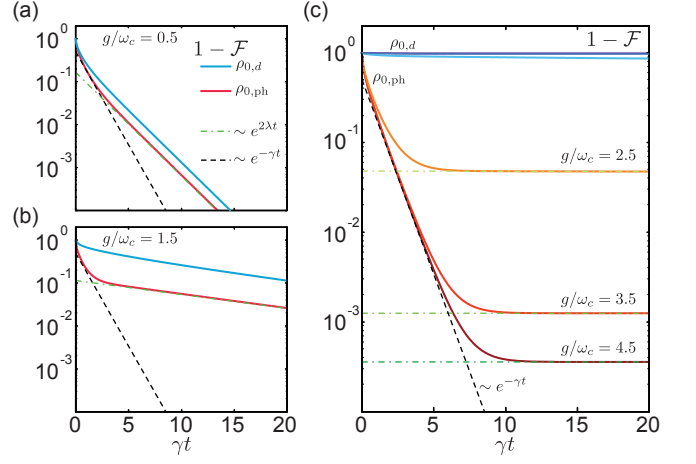 (a)
g/ω_c = 0.5
1 − F
ρ_{0,d}
ρ_{0,ph}
∼ e^{2λt}
∼ e^{−γt}
10^0
10^{-1}
10^{-2}
10^{-3}
(b)
g/ω_c = 1.5
10^0
10^{-1}
10^{-2}
10^{-3}
0 5 10 15 20
γt
(c)
1 − F
ρ_{0,d}
ρ_{0,ph}
g/ω_c = 2.5
g/ω_c = 3.5
g/ω_c = 4.5
∼ e^{−γt}
10^0
10^{-1}
10^{-2}
10^{-3}
0 5 10 15 20
γt